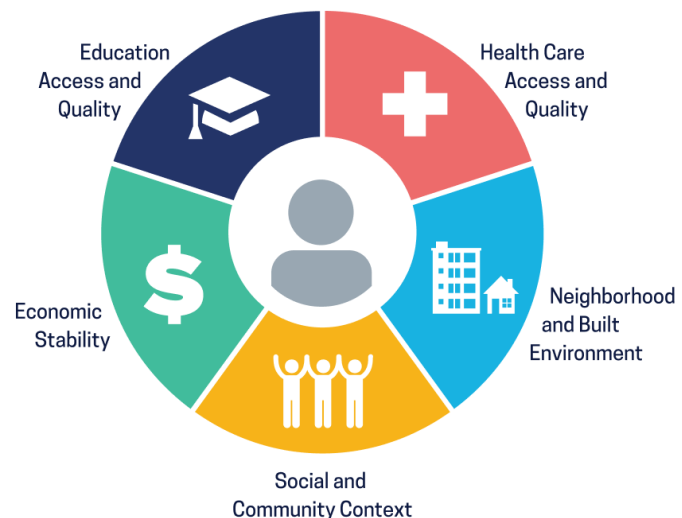 Education
Access and
Quality
Health Care
Access and
Quality
Economic
Stability
Neighborhood
and Built
Environment
Social and
Community Context